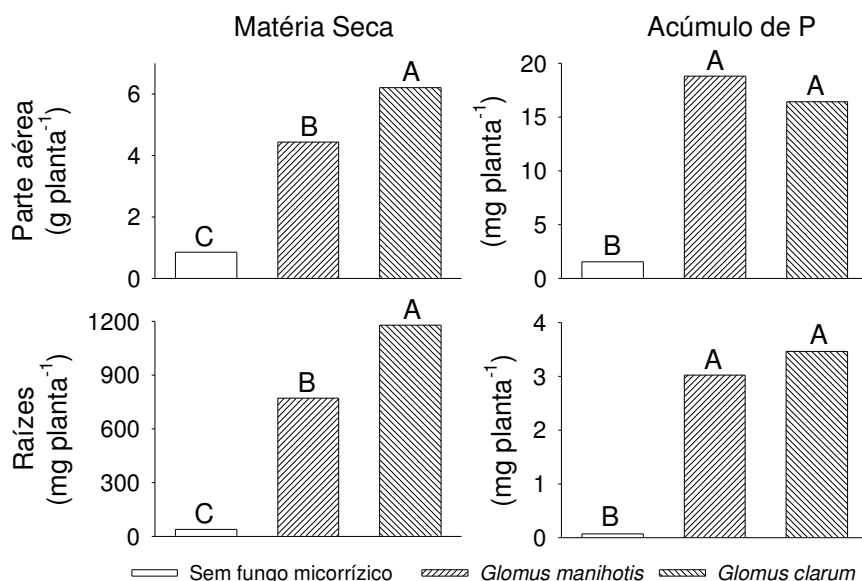 Matéria Seca
Acúmulo de P
Parte aérea
(g planta⁻¹)
6
4
2
0
C
B
A
(mg planta⁻¹)
20
15
10
5
0
B
A
A
Raízes
(mg planta⁻¹)
1200
900
600
300
0
C
B
A
(mg planta⁻¹)
4
3
2
1
0
B
A
A
Sem fungo micorrízico
Glomus manihotis
Glomus clarum